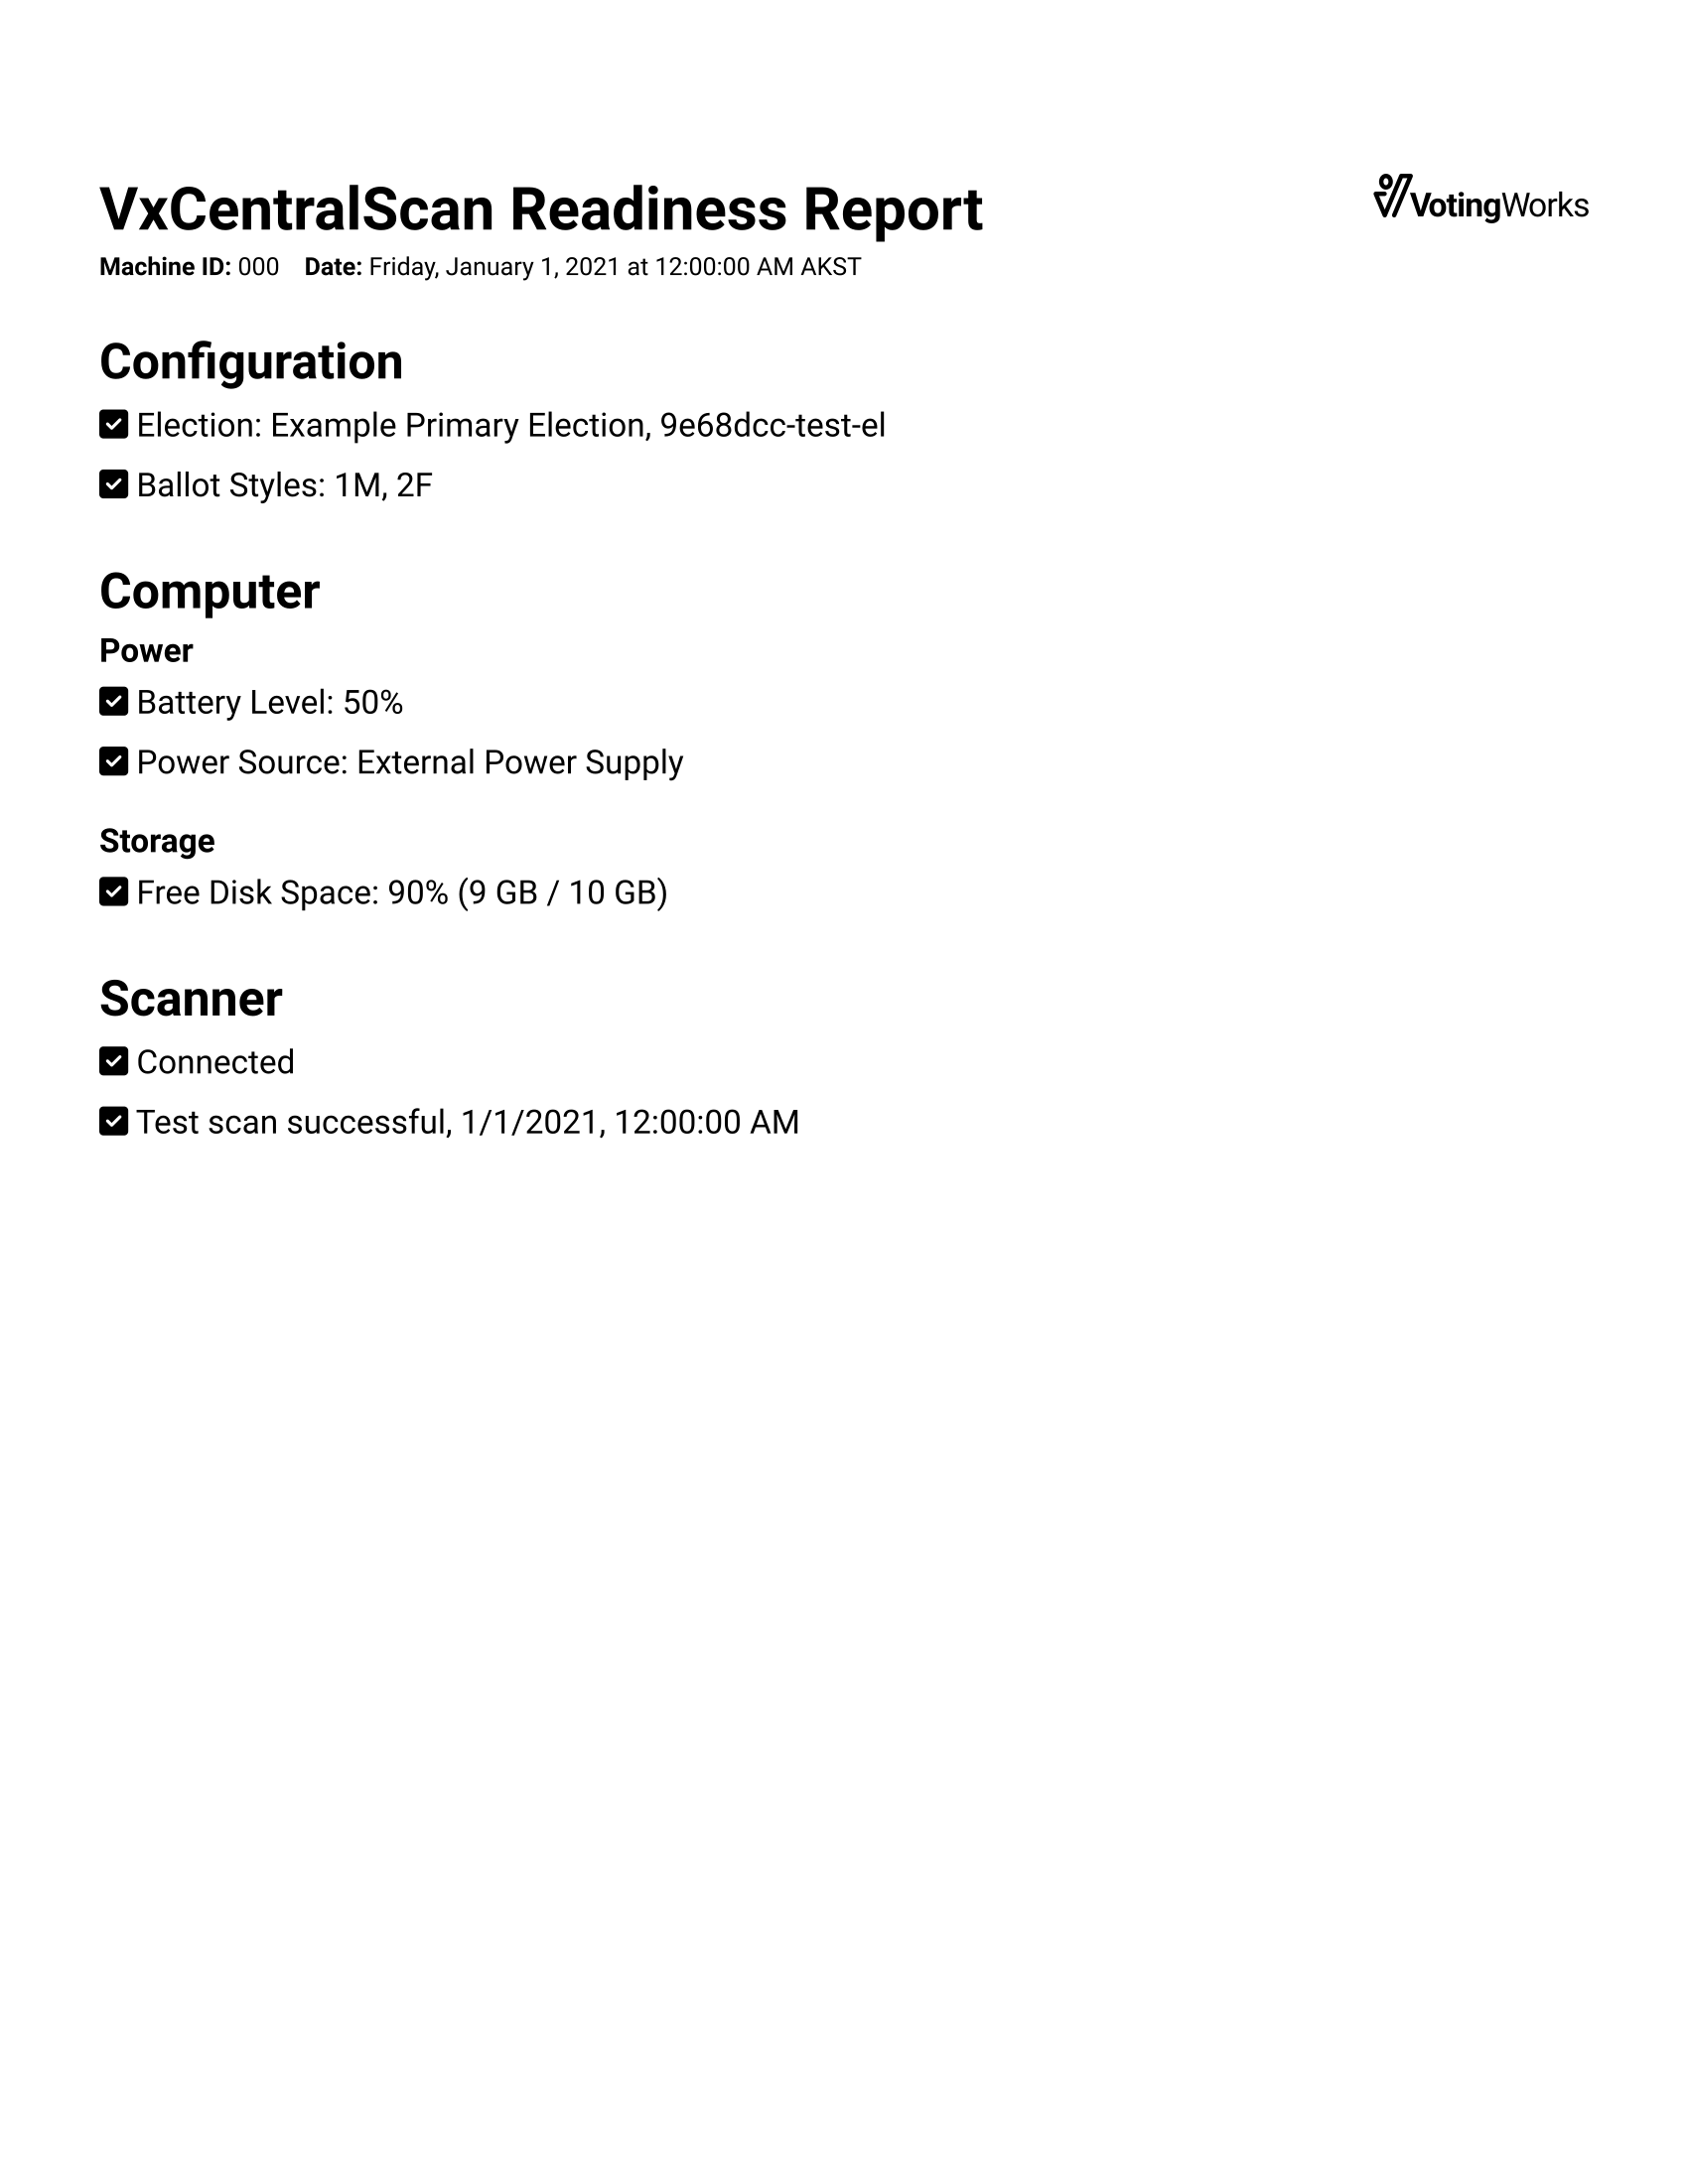 VxCentralScan Readiness Report
VotingWorks
Machine ID: 000 Date: Friday, January 1, 2021 at 12:00:00 AM AKST
Configuration
Election: Example Primary Election, 9e68dcc-test-el
Ballot Styles: 1M, 2F
Computer
Power
Battery Level: 50%
Power Source: External Power Supply
Storage
Free Disk Space: 90% (9 GB / 10 GB)
Scanner
Connected
Test scan successful, 1/1/2021, 12:00:00 AM